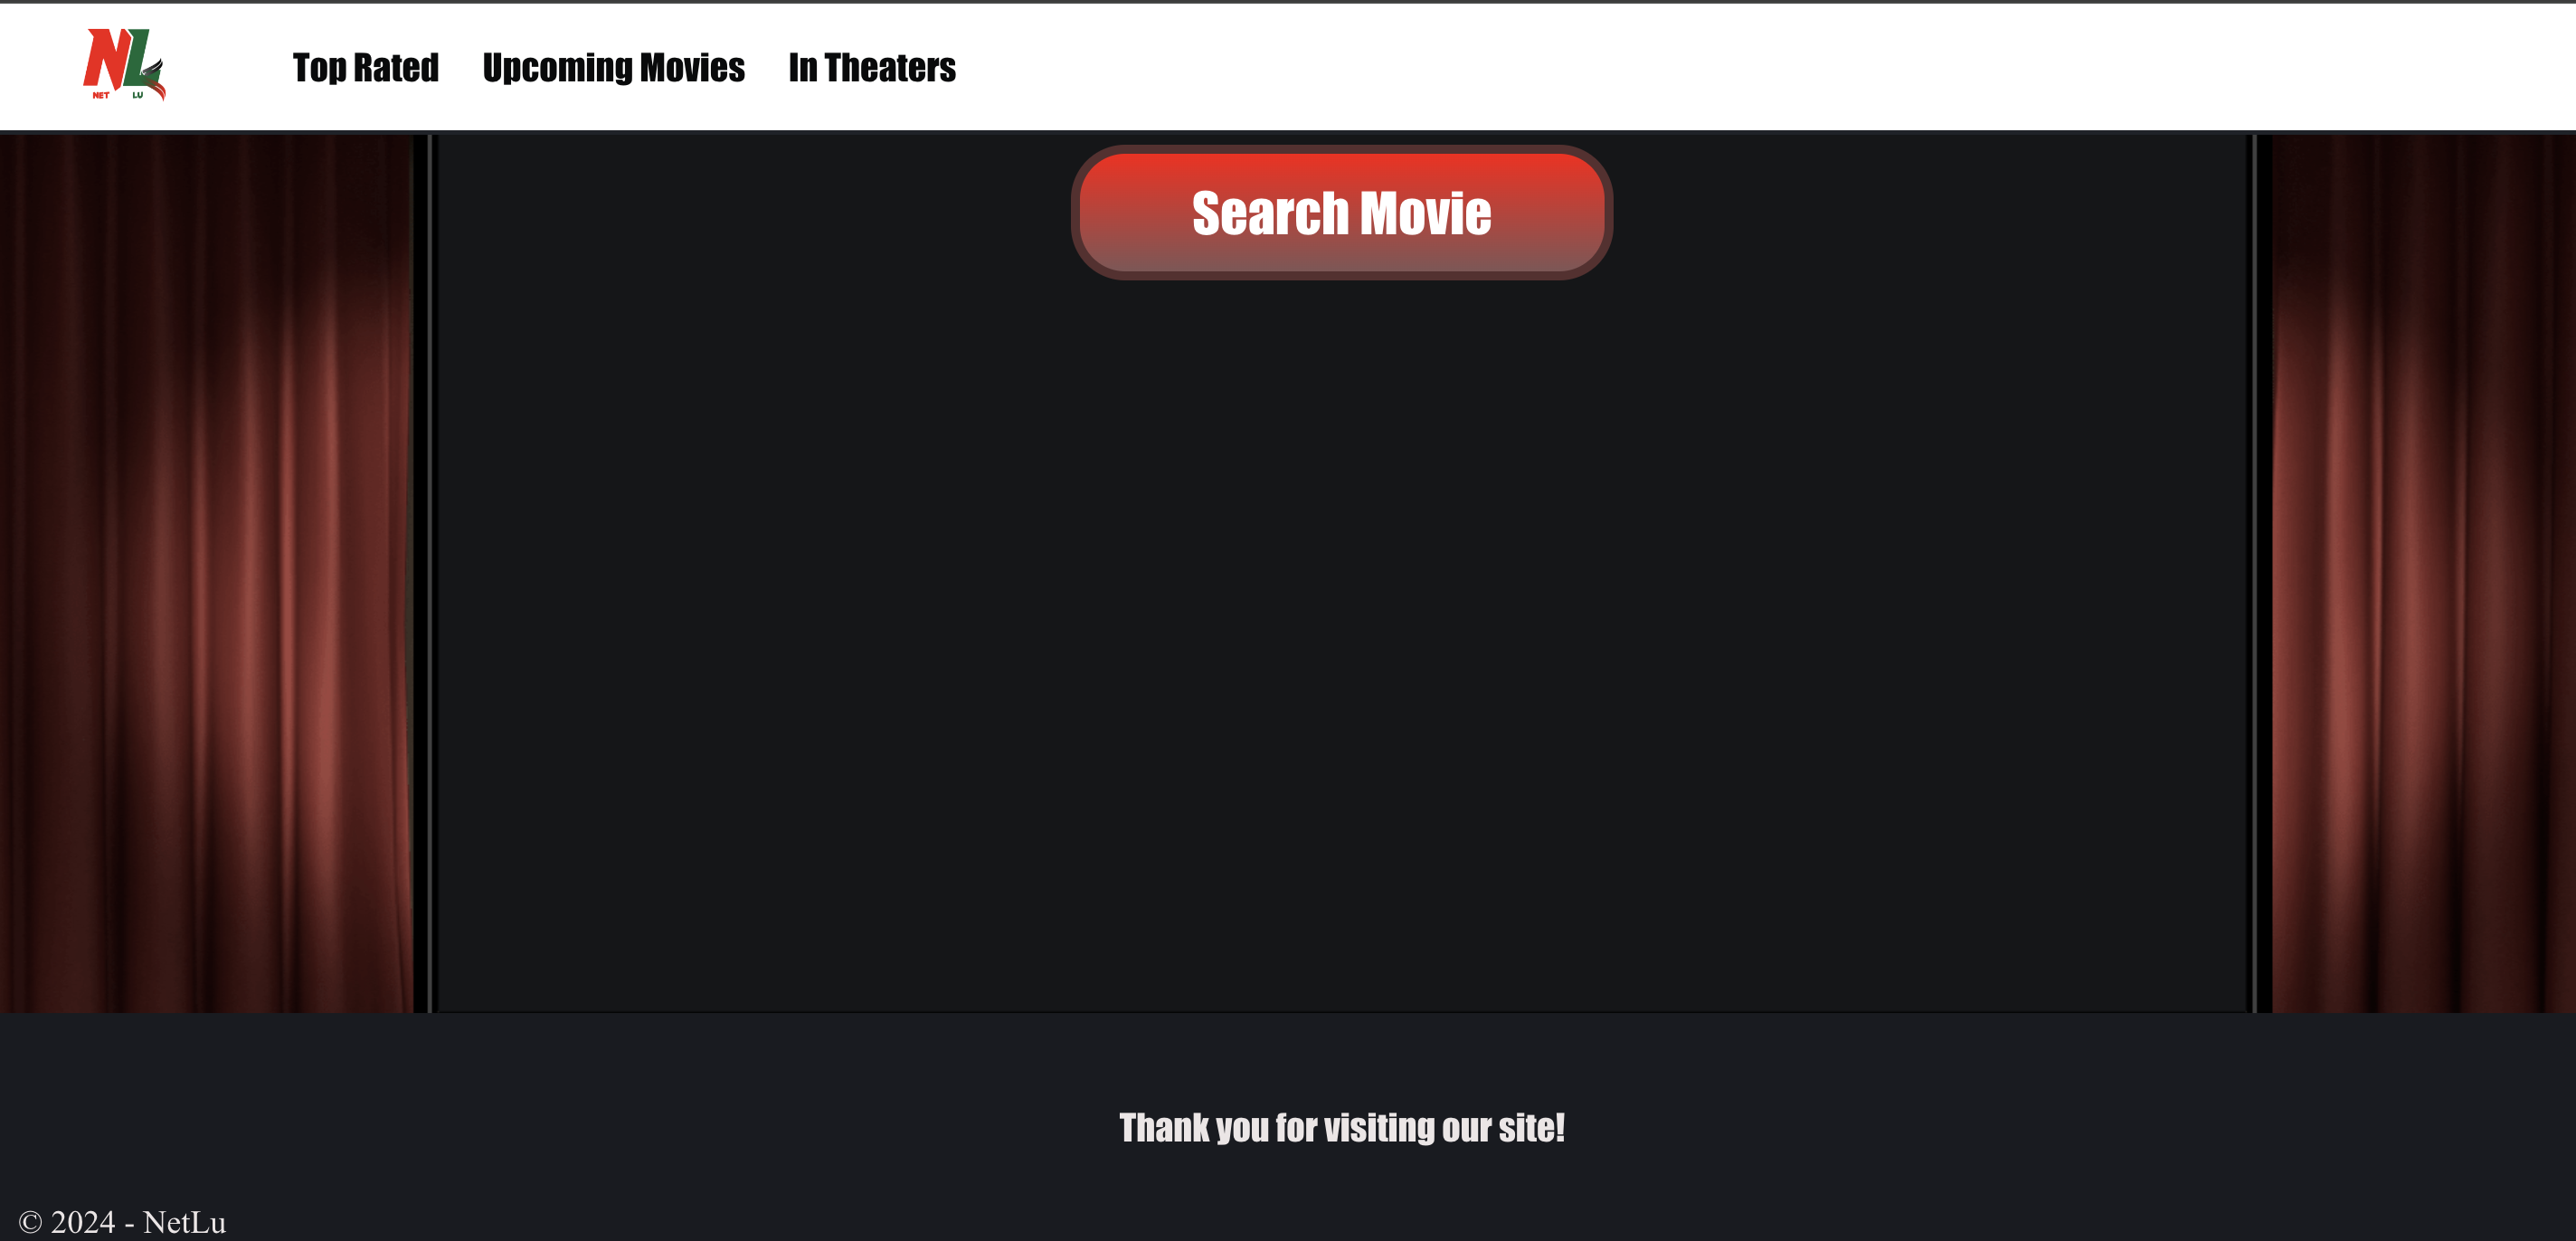 NL
NET LU
Top Rated Upcoming Movies In Theaters
Search Movie
Thank you for visiting our site!
© 2024 - NetLu